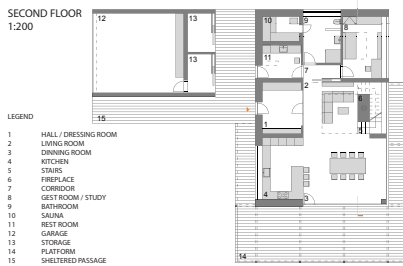 SECOND FLOOR
1:200
12
13
13
15
10
9
8
11
7
2
6
5
1
4
3
14
LEGEND
1 HALL / DRESSING ROOM
2 LIVING ROOM
3 DINNING ROOM
4 KITCHEN
5 STAIRS
6 FIREPLACE
7 CORRIDOR
8 GEST ROOM / STUDY
9 BATHROOM
10 SAUNA
11 REST ROOM
12 GARAGE
13 STORAGE
14 PLATFORM
15 SHELTERED PASSAGE